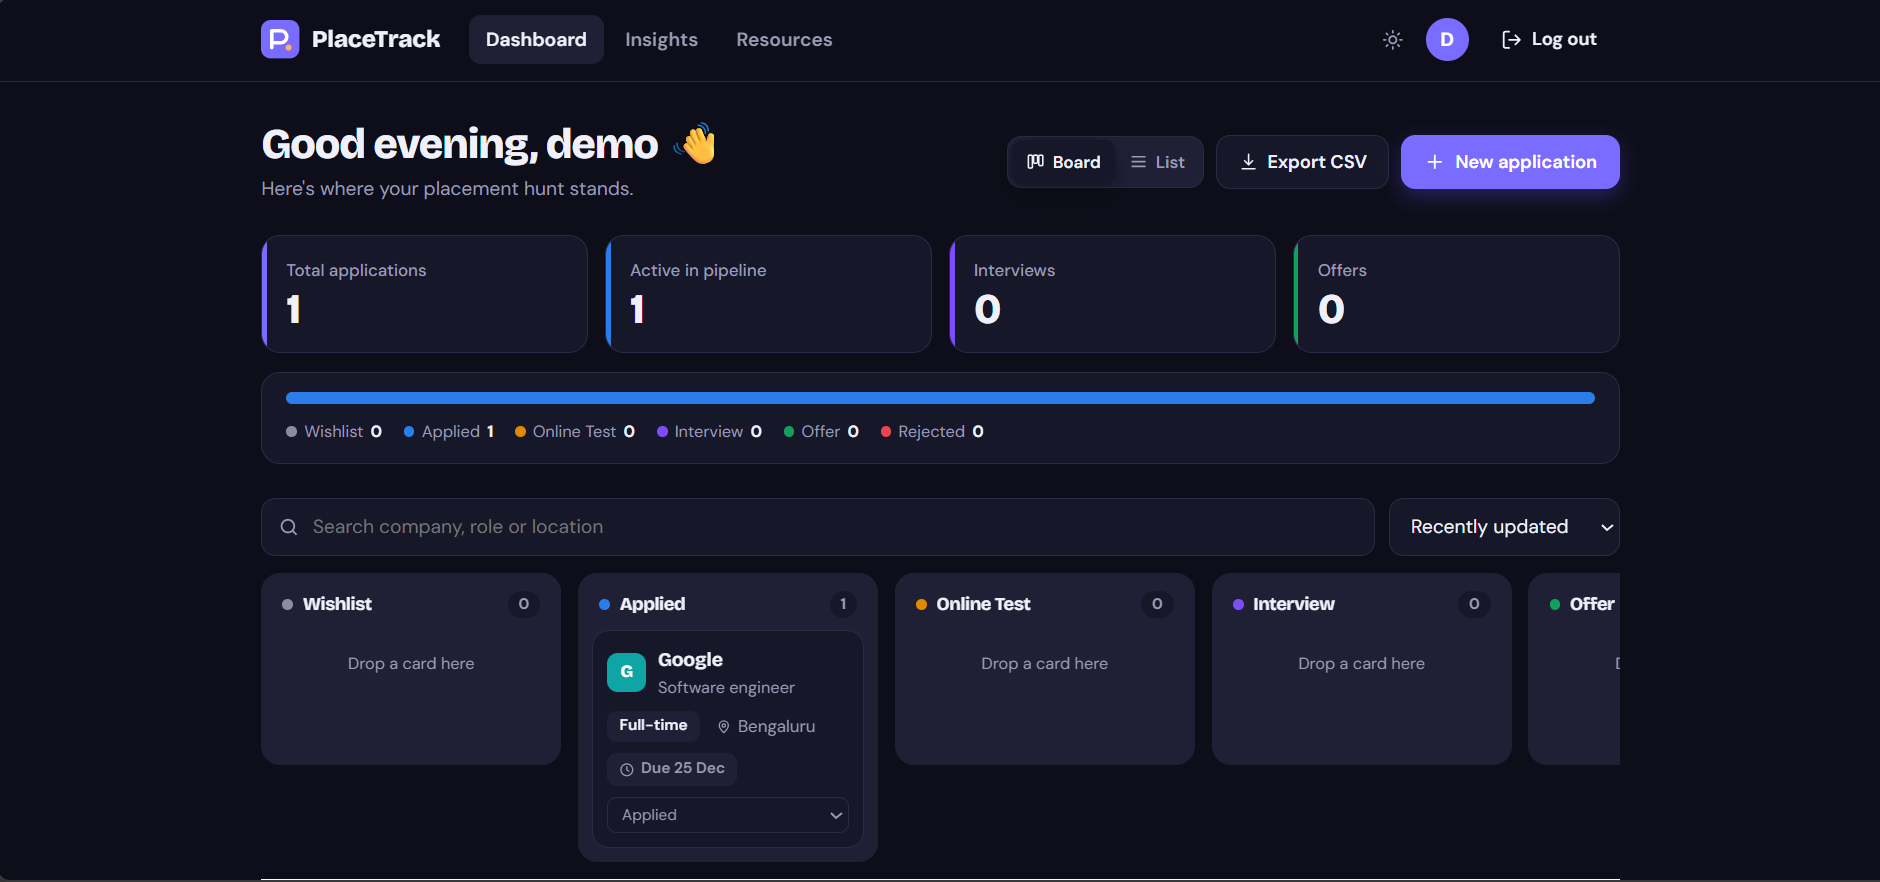 P. PlaceTrack Dashboard Insights Resources D Log out
Good evening, demo 👋
Here's where your placement hunt stands.
Board List Export CSV + New application
Total applications
1
Active in pipeline
1
Interviews
0
Offers
0
Wishlist 0 Applied 1 Online Test 0 Interview 0 Offer 0 Rejected 0
Search company, role or location
Recently updated
Wishlist 0
Drop a card here
Applied 1
G Google
Software engineer
Full-time Bengaluru
Due 25 Dec
Applied
Online Test 0
Drop a card here
Interview 0
Drop a card here
Offer